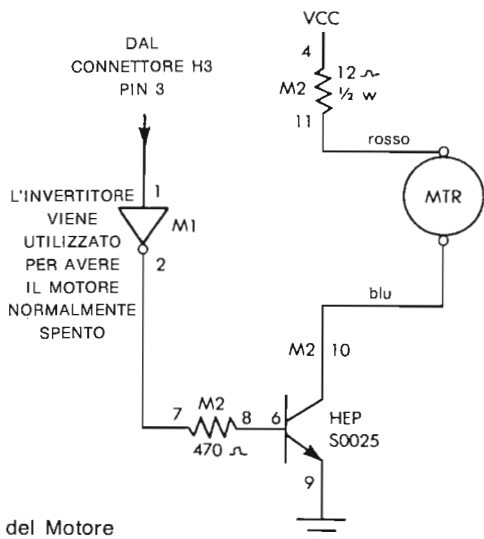 VCC
DAL
CONNETTORE H3
PIN 3
4
M2
12 Ω
½ W
11
rosso
MTR
blu
1
L'INVERTITORE
VIENE
UTILIZZATO
PER AVERE
IL MOTORE
NORMALMENTE
SPENTO
M1
2
M2
10
M2
7
8
6
470 Ω
HEP
S0025
9
del Motore